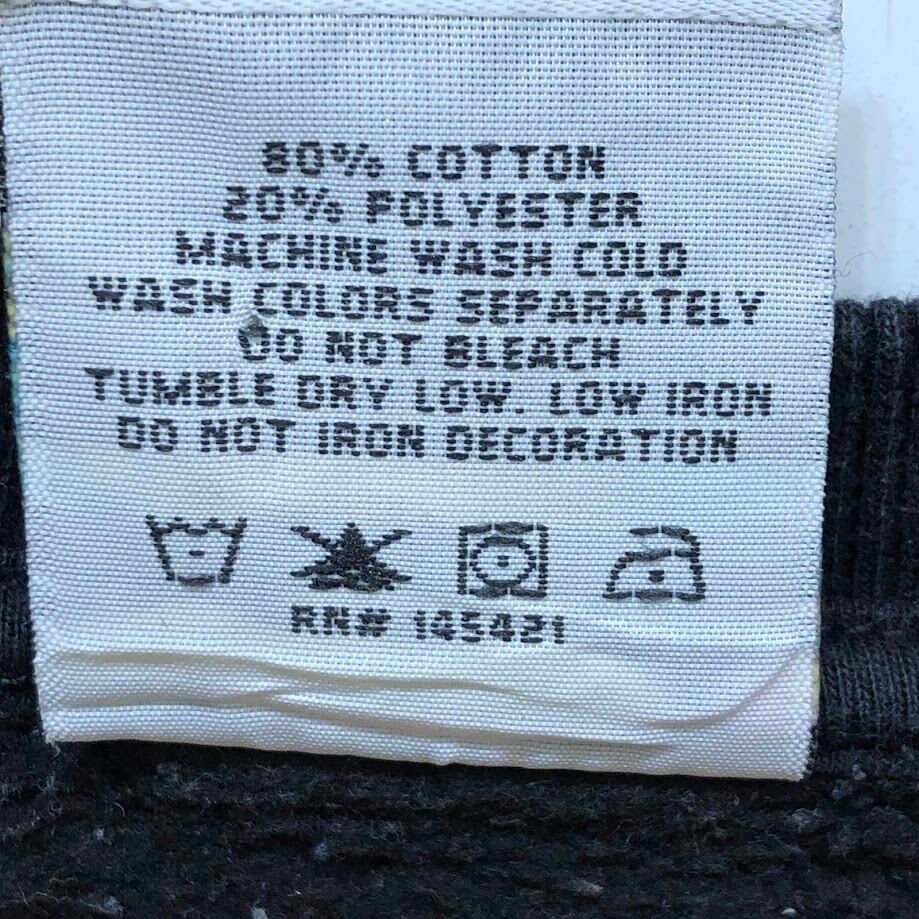 80% COTTON
20% POLYESTER
MACHINE WASH COLD
WASH COLORS SEPARATELY
DO NOT BLEACH
TUMBLE DRY LOW. LOW IRON
DO NOT IRON DECORATION
RN# 145421